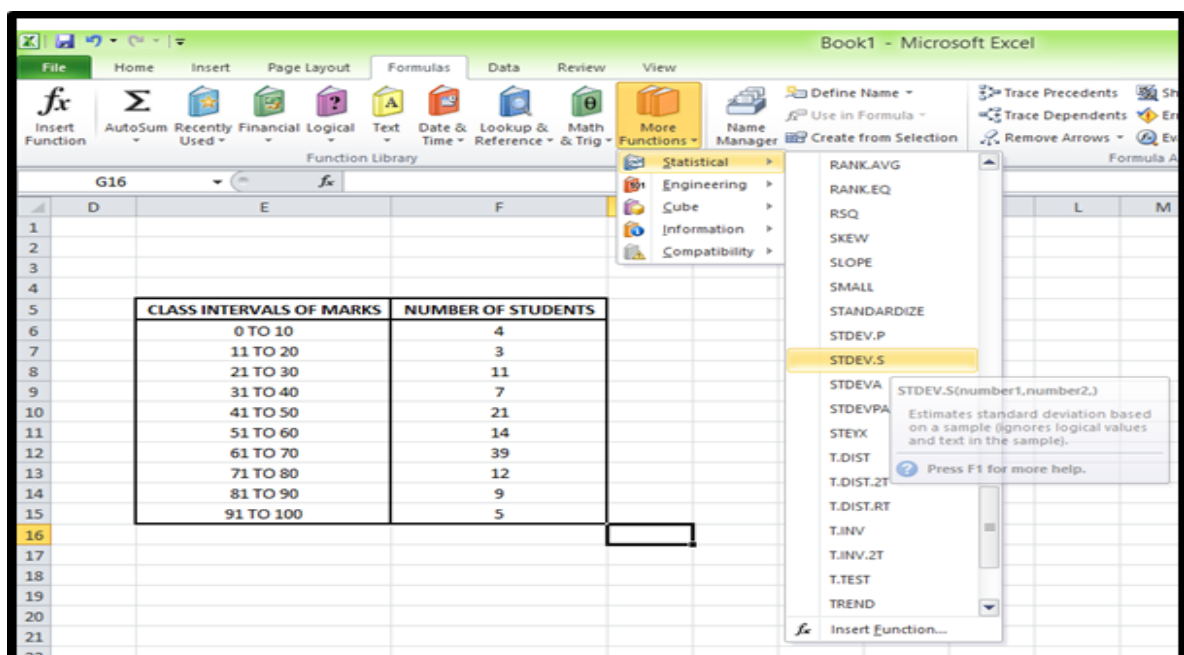 Book1 - Microsoft Excel
File Home Insert Page Layout Formulas Data Review View
fx Σ A ? θ
Insert Function
AutoSum
Recently Used
Financial
Logical
Text
Date & Time
Lookup & Reference
Math & Trig
More Functions
Name Manager
Define Name
Use in Formula
Create from Selection
Trace Precedents
Trace Dependents
Remove Arrows
Function Library
G16 fx
Statistical
Engineering
Cube
Information
Compatibility
D E F L M
1
2
3
4
5 CLASS INTERVALS OF MARKS NUMBER OF STUDENTS
6 0 TO 10 4
7 11 TO 20 3
8 21 TO 30 11
9 31 TO 40 7
10 41 TO 50 21
11 51 TO 60 14
12 61 TO 70 39
13 71 TO 80 12
14 81 TO 90 9
15 91 TO 100 5
16
17
18
19
20
21
RANK.AVG
RANK.EQ
RSQ
SKEW
SLOPE
SMALL
STANDARDIZE
STDEV.P
STDEV.S
STDEVA
STDEVPA
STEYX
T.DIST
T.DIST.2T
T.DIST.RT
T.INV
T.INV.2T
T.TEST
TREND
fx Insert Function...
STDEV.S(number1,number2,)
Estimates standard deviation based
on a sample (ignores logical values
and text in the sample).
Press F1 for more help.